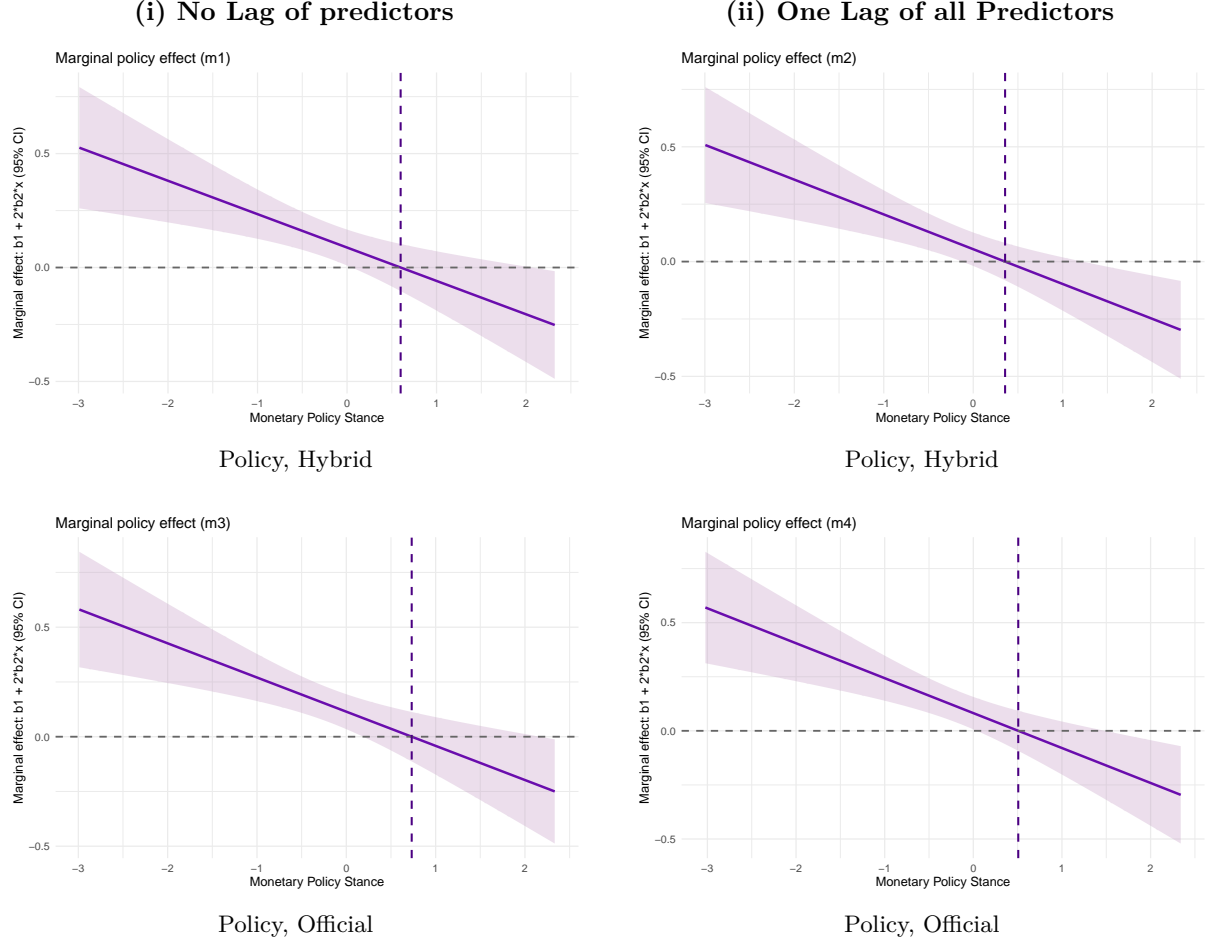 (i) No Lag of predictors
(ii) One Lag of all Predictors
Marginal policy effect (m1)
Marginal effect: b1 + 2*b2*x (95% CI)
0.5
0.0
−0.5
−3 −2 −1 0 1 2
Monetary Policy Stance
Policy, Hybrid
Marginal policy effect (m2)
Marginal effect: b1 + 2*b2*x (95% CI)
0.5
0.0
−0.5
−3 −2 −1 0 1 2
Monetary Policy Stance
Policy, Hybrid
Marginal policy effect (m3)
Marginal effect: b1 + 2*b2*x (95% CI)
0.5
0.0
−0.5
−3 −2 −1 0 1 2
Monetary Policy Stance
Policy, Official
Marginal policy effect (m4)
Marginal effect: b1 + 2*b2*x (95% CI)
0.5
0.0
−0.5
−3 −2 −1 0 1 2
Monetary Policy Stance
Policy, Official